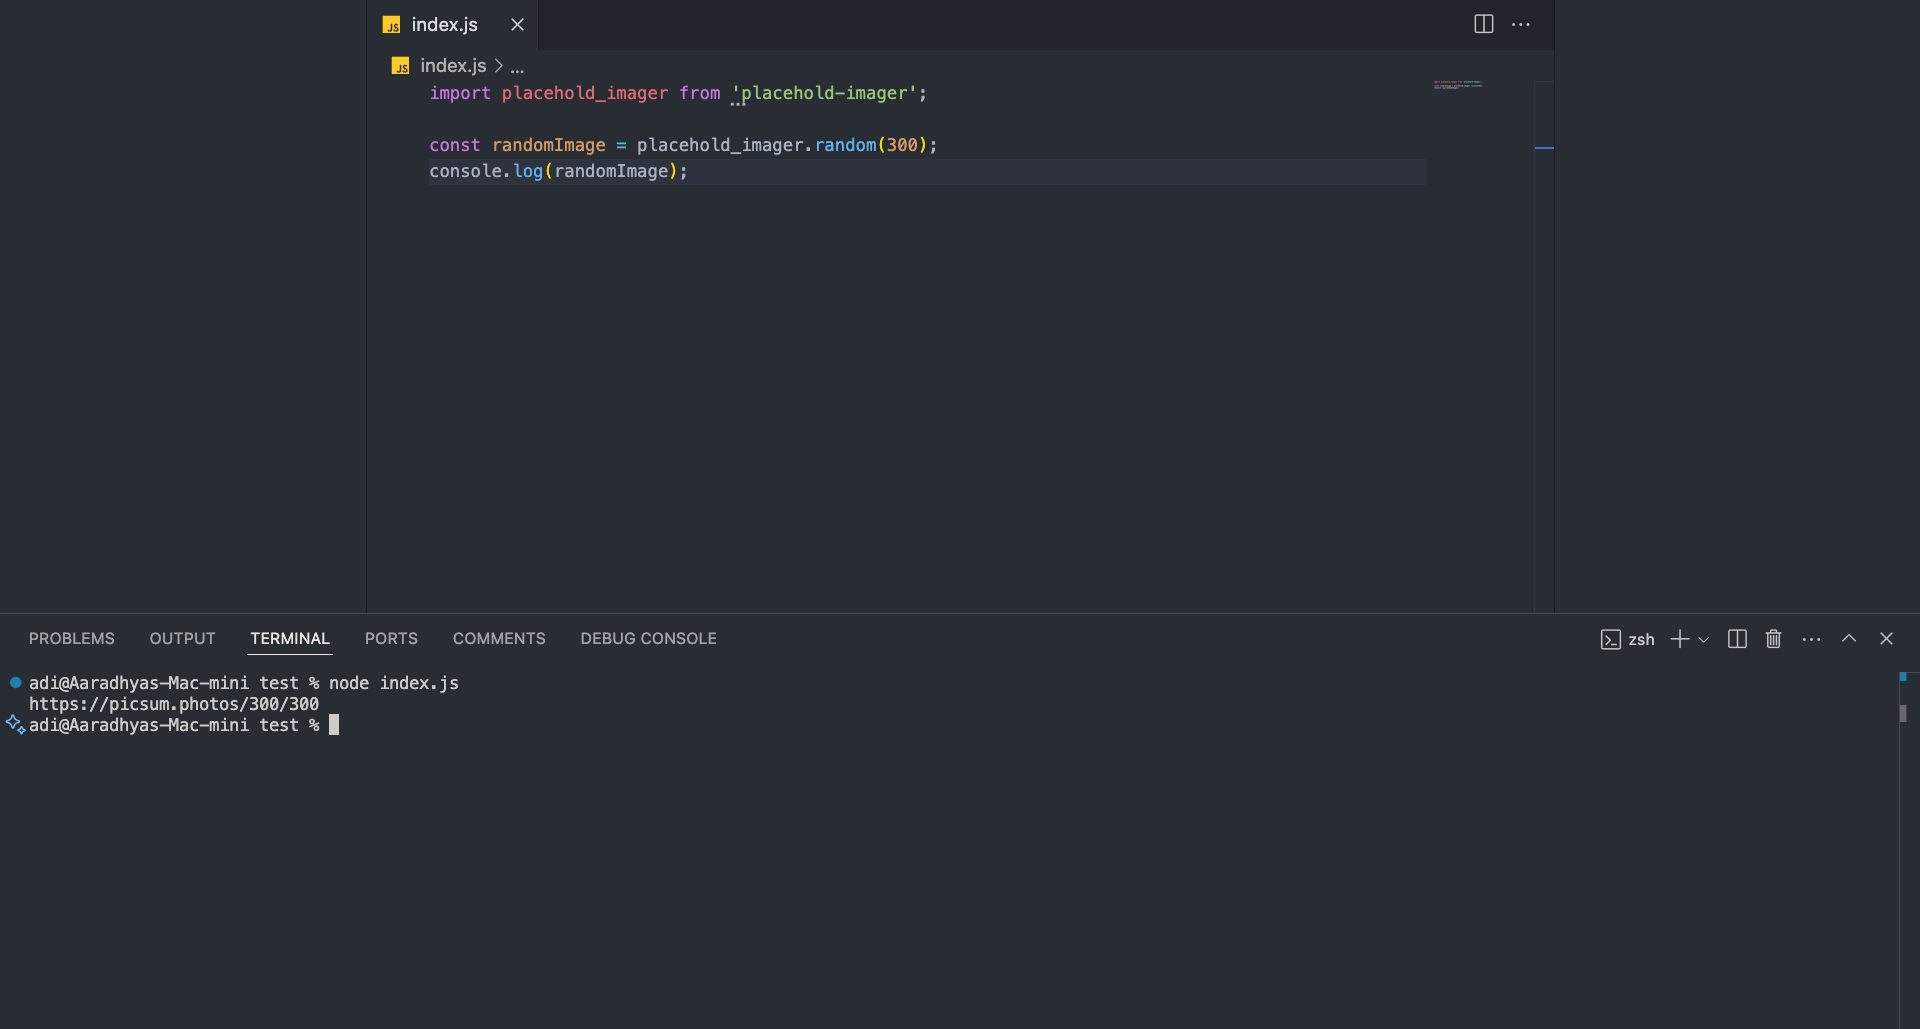 JS index.js
JS index.js > ...
import placehold_imager from 'placehold-imager';
const randomImage = placehold_imager.random(300);
console.log(randomImage);
PROBLEMS OUTPUT TERMINAL PORTS COMMENTS DEBUG CONSOLE zsh
adi@Aaradhyas-Mac-mini test % node index.js
https://picsum.photos/300/300
adi@Aaradhyas-Mac-mini test %